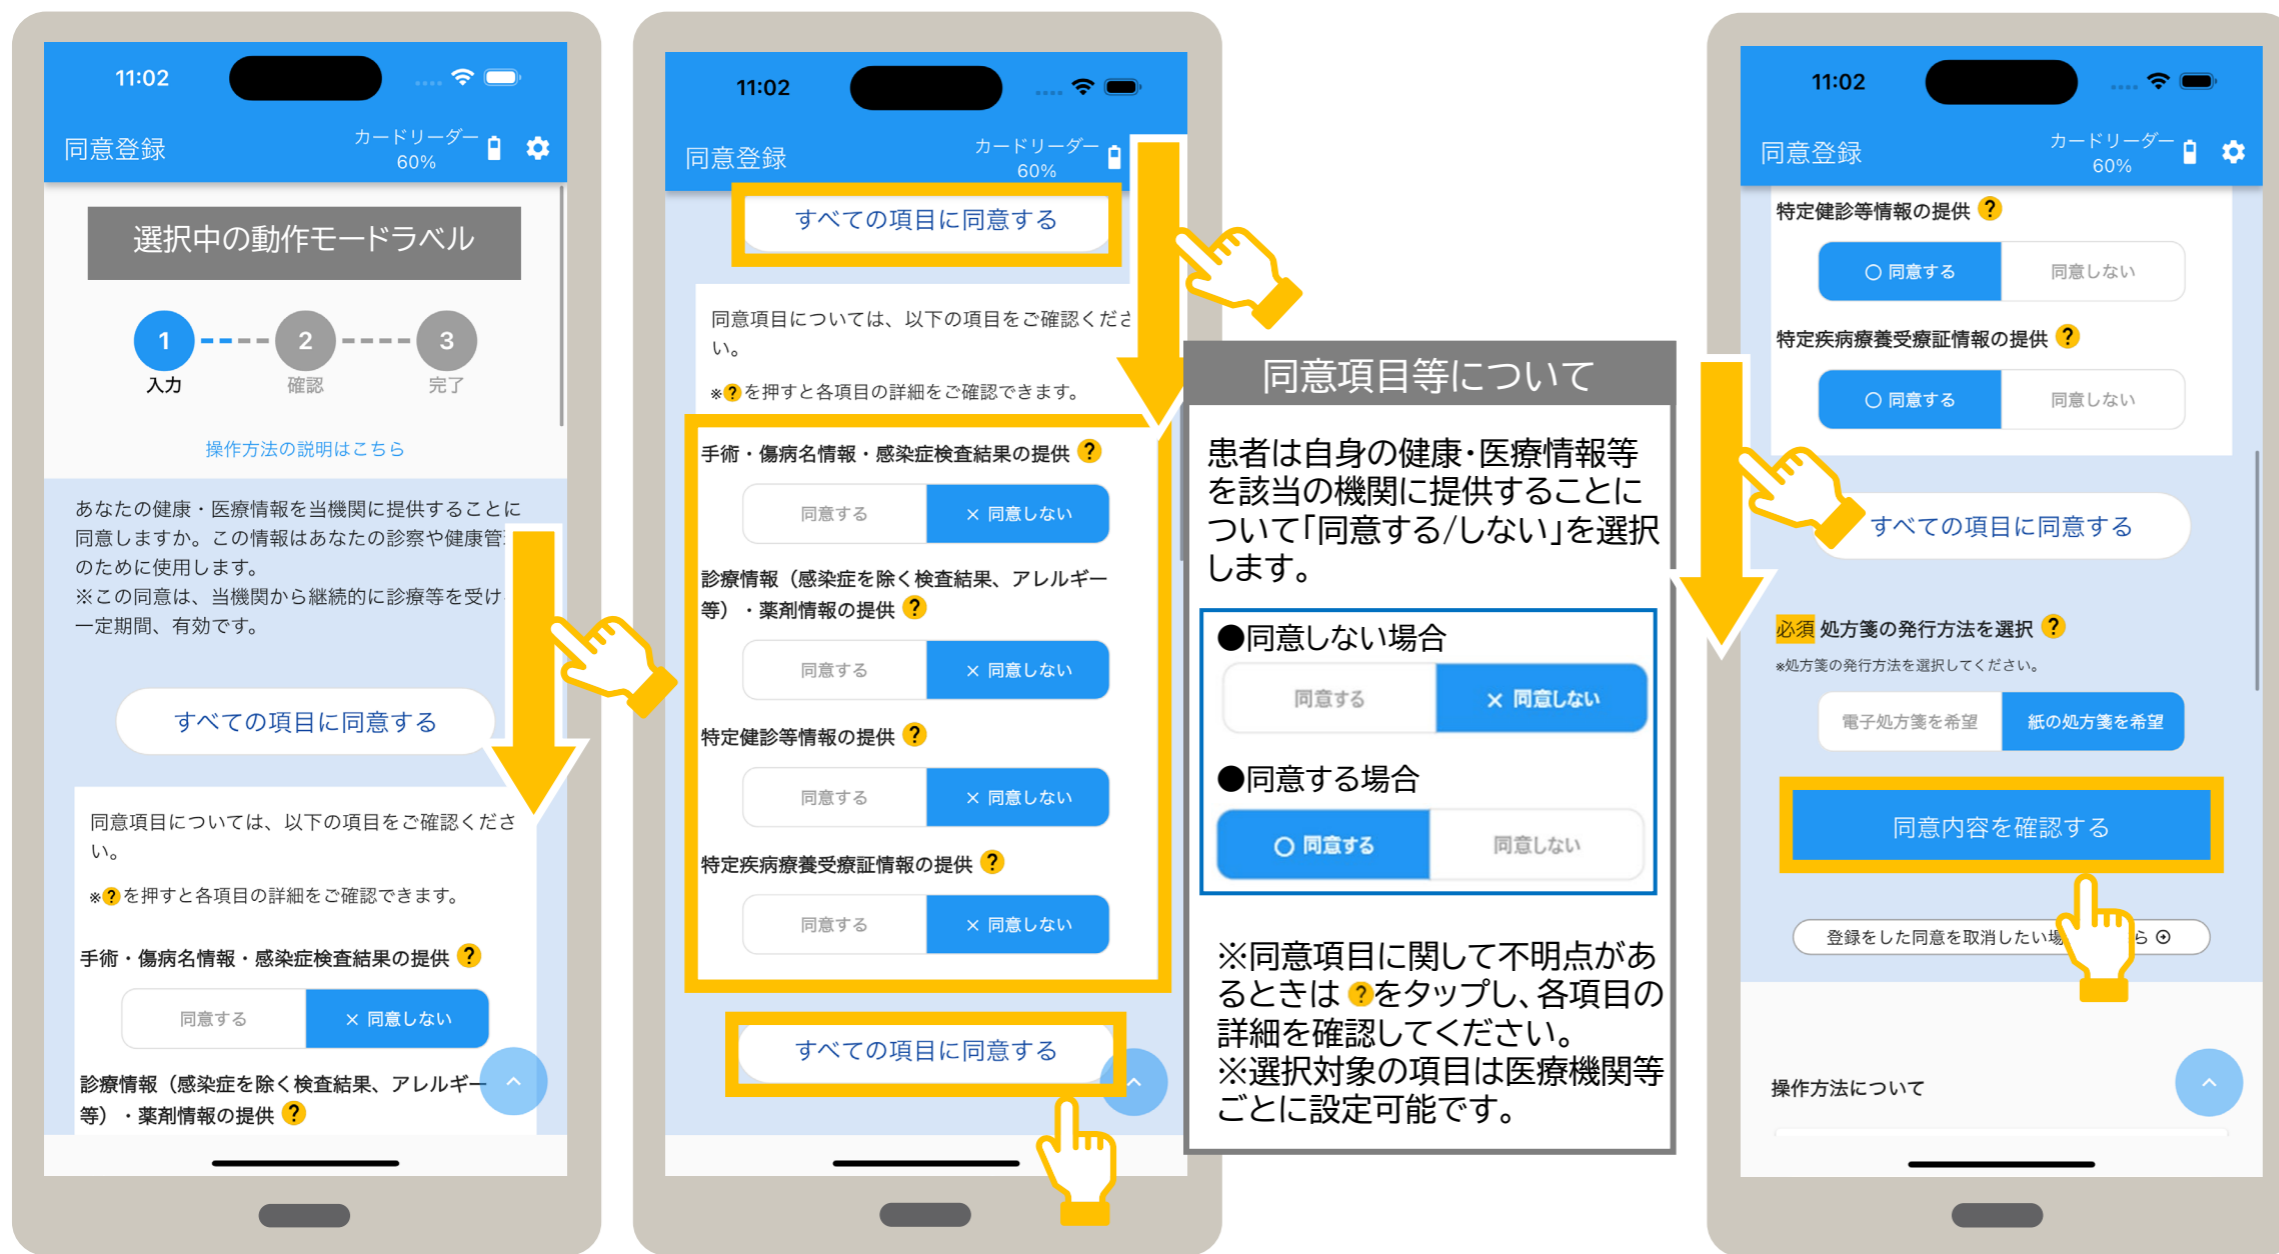 11:02
同意登録
カードリーダー
60%
選択中の動作モードラベル
1
2
3
入力
確認
完了
操作方法の説明はこちら
あなたの健康・医療情報を当機関に提供することに
同意しますか。この情報はあなたの診察や健康管
のために使用します。
※この同意は、当機関から継続的に診療等を受け
一定期間、有効です。
すべての項目に同意する
同意項目については、以下の項目をご確認くださ
い。
※?を押すと各項目の詳細をご確認できます。
手術・傷病名情報・感染症検査結果の提供 ?
同意する
× 同意しない
診療情報（感染症を除く検査結果、アレルギー
等）・薬剤情報の提供 ?
11:02
同意登録
カードリーダー
60%
すべての項目に同意する
同意項目については、以下の項目をご確認くださ
い。
※?を押すと各項目の詳細をご確認できます。
手術・傷病名情報・感染症検査結果の提供 ?
同意する
× 同意しない
診療情報（感染症を除く検査結果、アレルギー
等）・薬剤情報の提供 ?
同意する
× 同意しない
特定健診等情報の提供 ?
同意する
× 同意しない
特定疾病療養受療証情報の提供 ?
同意する
× 同意しない
すべての項目に同意する
同意項目等について
患者は自身の健康・医療情報等
を該当の機関に提供することに
ついて「同意する/しない」を選択
します。
●同意しない場合
同意する
× 同意しない
●同意する場合
○ 同意する
同意しない
※同意項目に関して不明点があ
るときは ?をタップし、各項目の
詳細を確認してください。
※選択対象の項目は医療機関等
ごとに設定可能です。
11:02
同意登録
カードリーダー
60%
特定健診等情報の提供 ?
○ 同意する
同意しない
特定疾病療養受療証情報の提供 ?
○ 同意する
同意しない
すべての項目に同意する
必須 処方箋の発行方法を選択 ?
※処方箋の発行方法を選択してください。
電子処方箋を希望
紙の処方箋を希望
同意内容を確認する
登録をした同意を取消したい場 ら
操作方法について